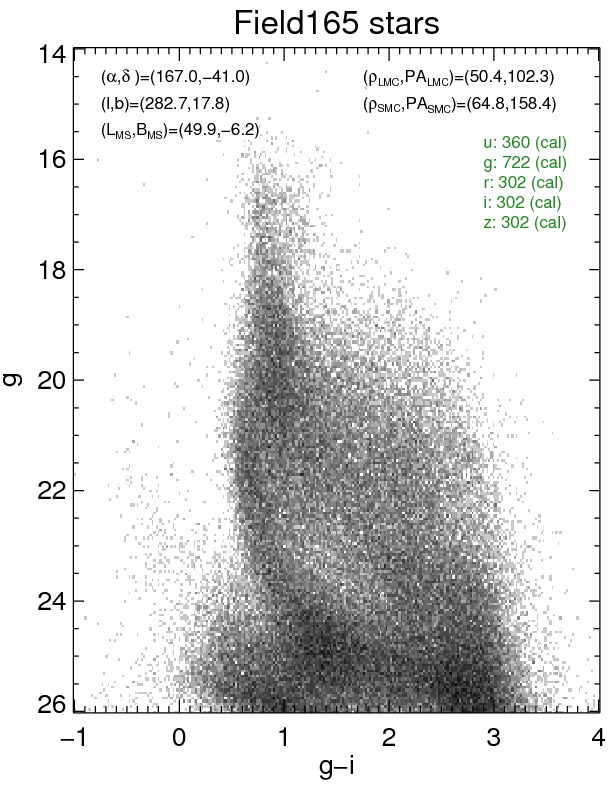 Field165 stars
(α,δ )=(167.0,−41.0)
(ρLMC,PALMC)=(50.4,102.3)
(l,b)=(282.7,17.8)
(ρSMC,PASMC)=(64.8,158.4)
(LMS,BMS)=(49.9,−6.2)
u: 360 (cal)
g: 722 (cal)
r: 302 (cal)
i: 302 (cal)
z: 302 (cal)
14
16
18
20
22
24
26
g
−1 0 1 2 3 4
g−i